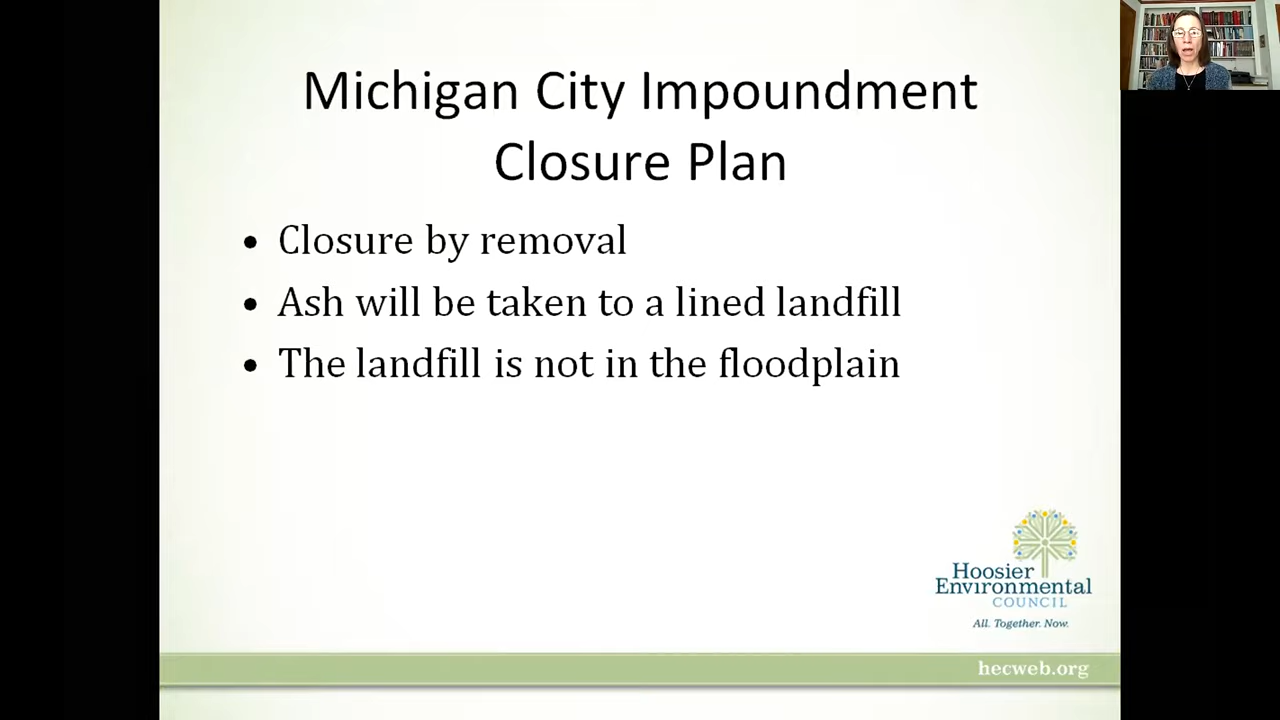 Michigan City Impoundment
Closure Plan
• Closure by removal
• Ash will be taken to a lined landfill
• The landfill is not in the floodplain
Hoosier
Environmental
COUNCIL
All. Together. Now.
hecweb.org